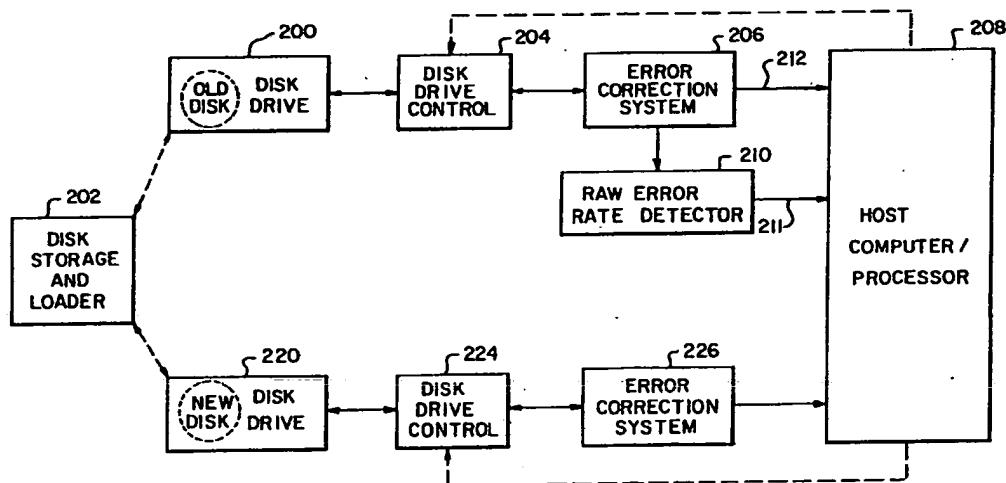 200
OLD DISK
DISK DRIVE
204
DISK
DRIVE
CONTROL
206
ERROR
CORRECTION
SYSTEM
212
208
HOST
COMPUTER/
PROCESSOR
210
RAW ERROR
RATE DETECTOR
211
202
DISK
STORAGE
AND
LOADER
220
NEW DISK
DISK DRIVE
224
DISK
DRIVE
CONTROL
226
ERROR
CORRECTION
SYSTEM